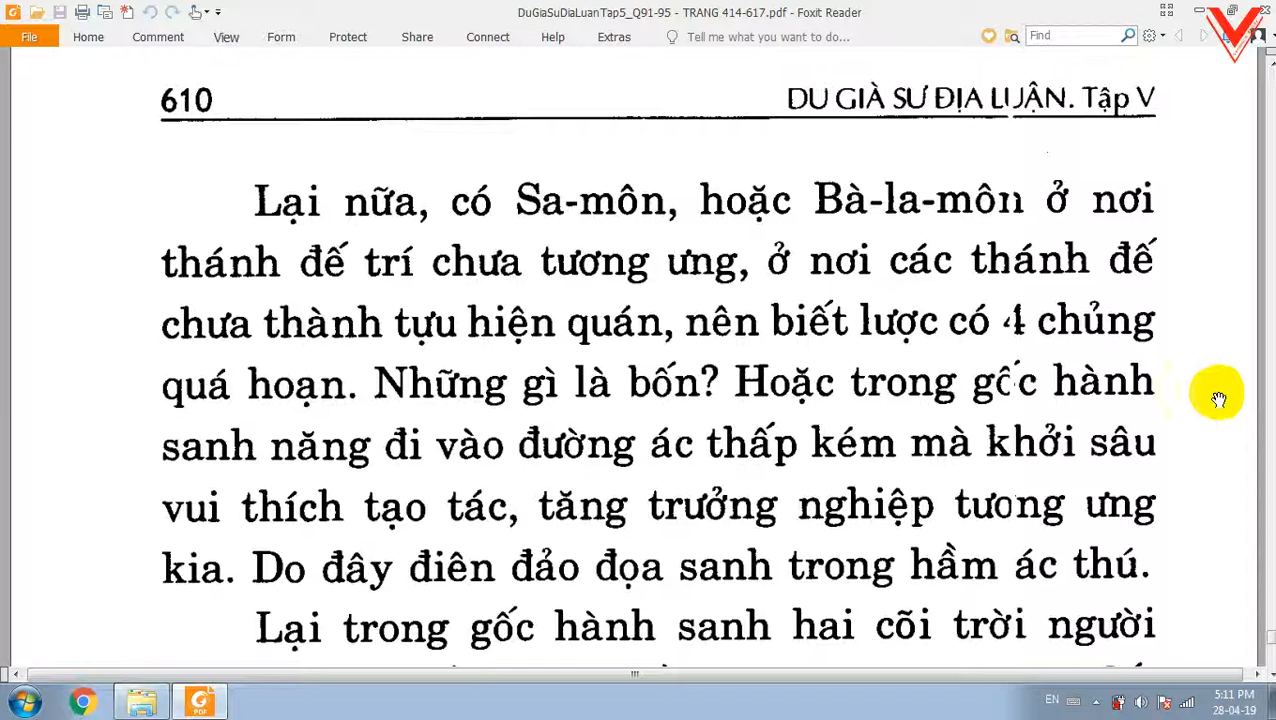 DuGiaSuDiaLuanTap5_Q91-95 - TRANG 414-617.pdf - Foxit Reader
File Home Comment View Form Protect Share Connect Help Extras Tell me what you want to do... Find
610 DU GIÀ SƯ ĐỊA LUẬN. Tập V
Lại nữa, có Sa-môn, hoặc Bà-la-môn ở nơi
thánh đế trí chưa tương ưng, ở nơi các thánh đế
chưa thành tựu hiện quán, nên biết lược có 4 chủng
quá hoạn. Những gì là bốn? Hoặc trong gốc hành
sanh năng đi vào đường ác thấp kém mà khởi sâu
vui thích tạo tác, tăng trưởng nghiệp tương ưng
kia. Do đây điên đảo đọa sanh trong hầm ác thú.
Lại trong gốc hành sanh hai cõi trời người
EN 5:11 PM
28-04-19